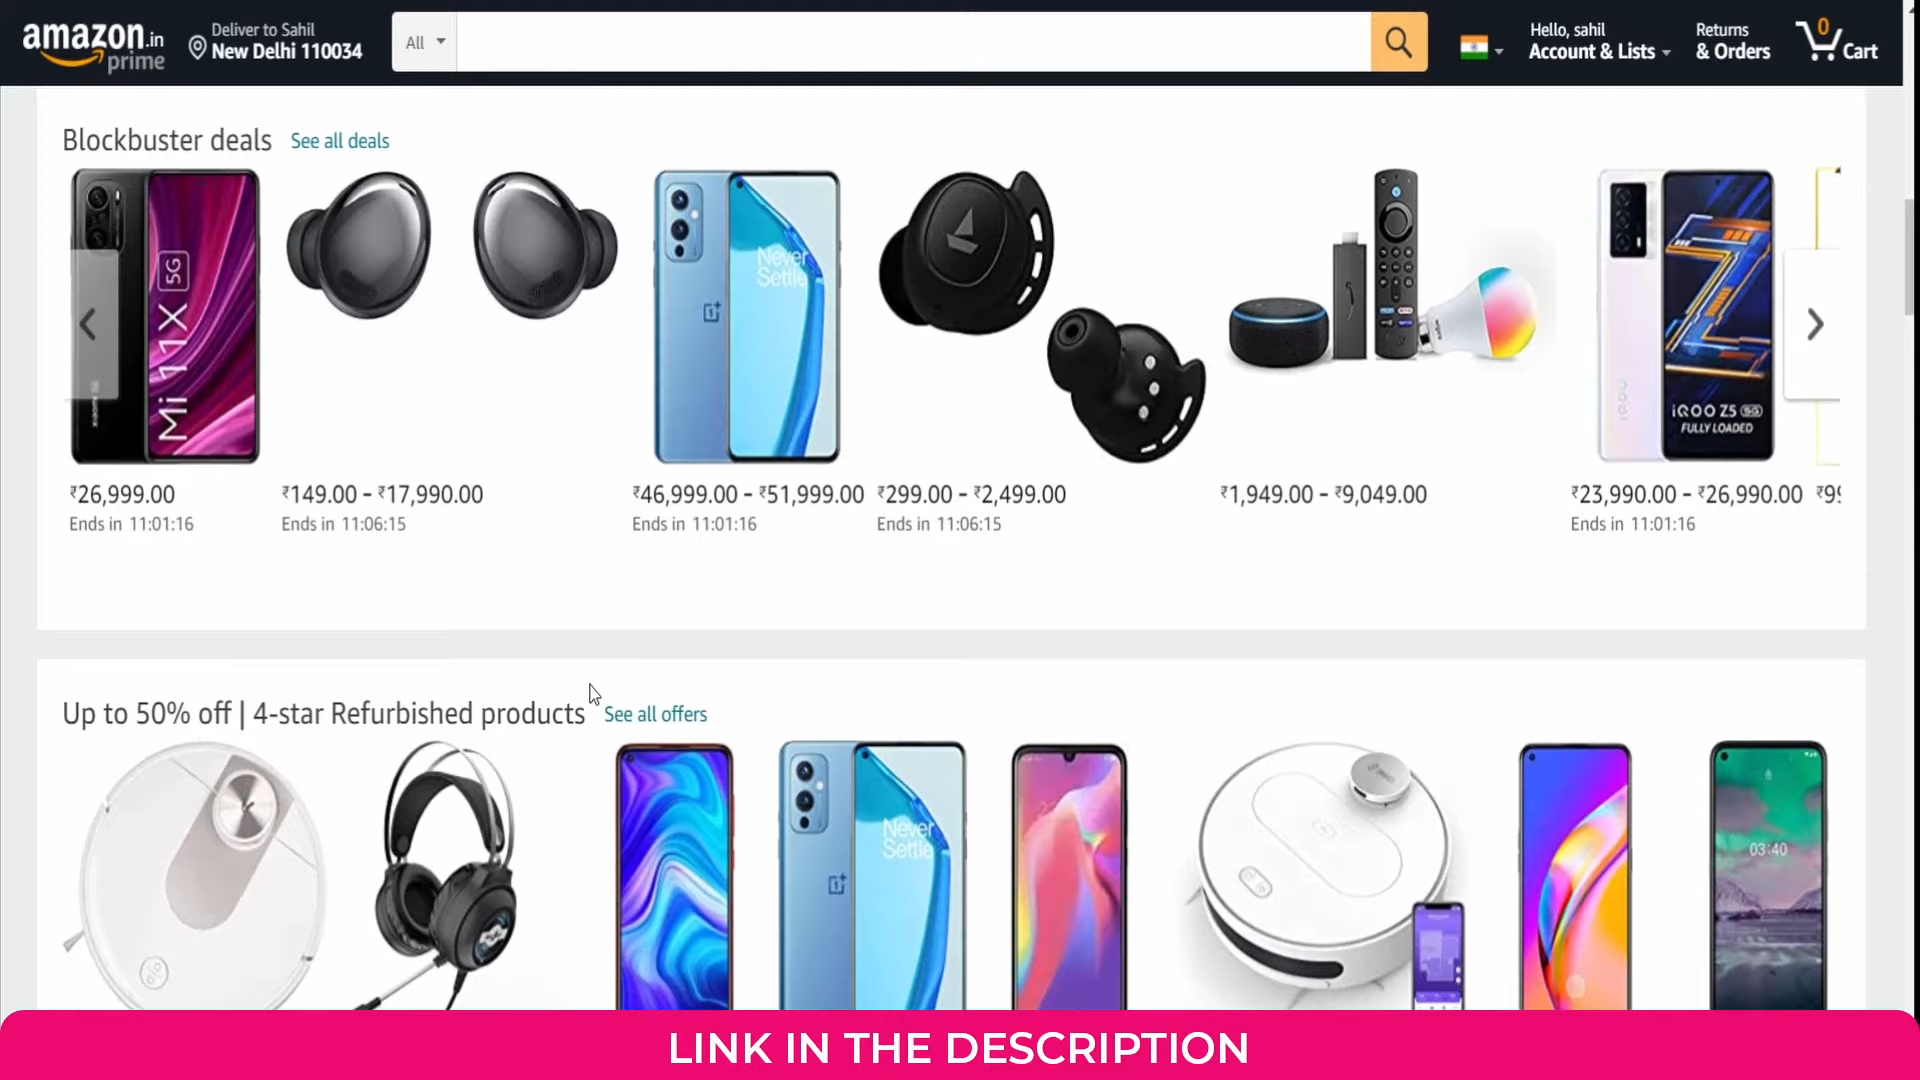 amazon.in
prime
Deliver to Sahil
New Delhi 110034
All
Hello, sahil
Account & Lists
Returns
& Orders
0
Cart
Blockbuster deals See all deals
Mi 11X 5G
Never
Settle
iQOO Z5 5G
FULLY LOADED
₹26,999.00
Ends in 11:01:16
₹149.00 - ₹17,990.00
Ends in 11:06:15
₹46,999.00 - ₹51,999.00
Ends in 11:01:16
₹299.00 - ₹2,499.00
Ends in 11:06:15
₹1,949.00 - ₹9,049.00
₹23,990.00 - ₹26,990.00
Ends in 11:01:16
Up to 50% off | 4-star Refurbished products See all offers
Never
Settle
03:40
LINK IN THE DESCRIPTION